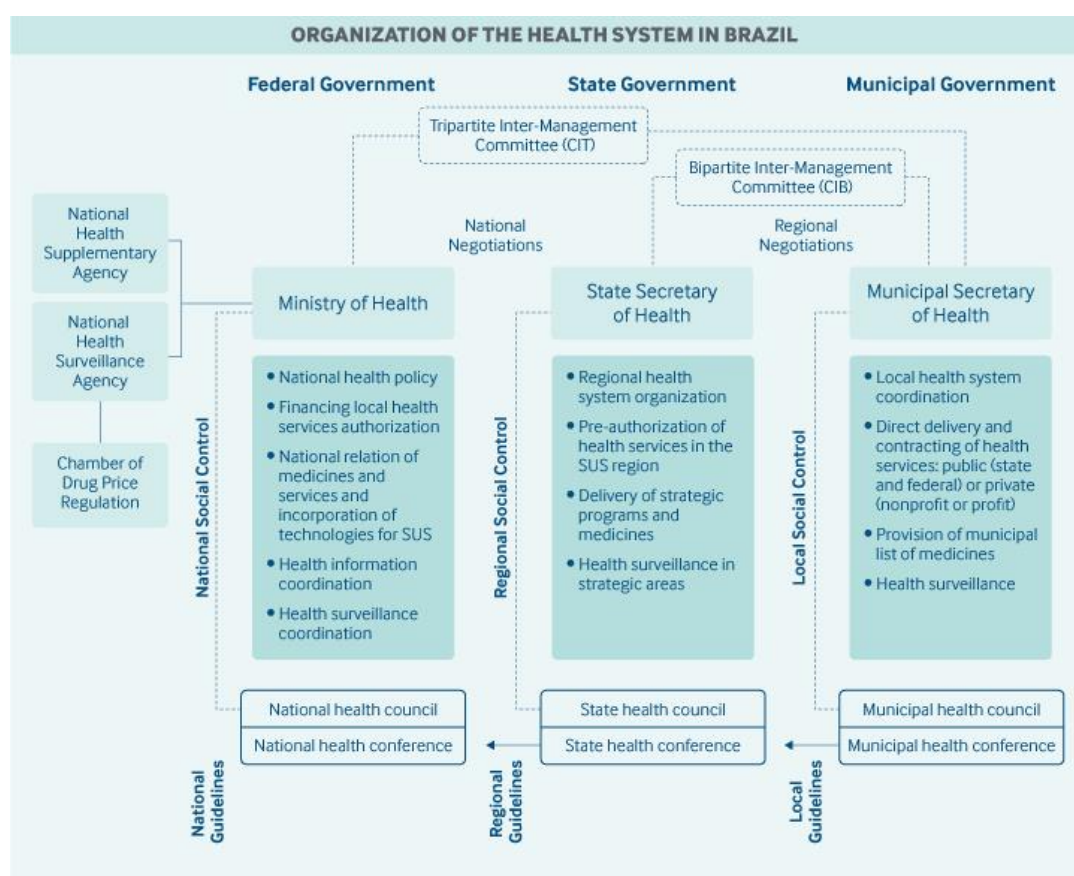 ORGANIZATION OF THE HEALTH SYSTEM IN BRAZIL
Federal Government
State Government
Municipal Government
Tripartite Inter-Management
Committee (CIT)
Bipartite Inter-Management
Committee (CIB)
National
Negotiations
Regional
Negotiations
National
Health
Supplementary
Agency
National
Health
Surveillance
Agency
Chamber of
Drug Price
Regulation
Ministry of Health
State Secretary
of Health
Municipal Secretary
of Health
National Social Control
• National health policy
• Financing local health
services authorization
• National relation of
medicines and
services and
incorporation of
technologies for SUS
• Health information
coordination
• Health surveillance
coordination
Regional Social Control
• Regional health
system organization
• Pre-authorization of
health services in the
SUS region
• Delivery of strategic
programs and
medicines
• Health surveillance in
strategic areas
Local Social Control
• Local health system
coordination
• Direct delivery and
contracting of health
services: public (state
and federal) or private
(nonprofit or profit)
• Provision of municipal
list of medicines
• Health surveillance
National health council
National health conference
State health council
State health conference
Municipal health council
Municipal health conference
National
Guidelines
Regional
Guidelines
Local
Guidelines